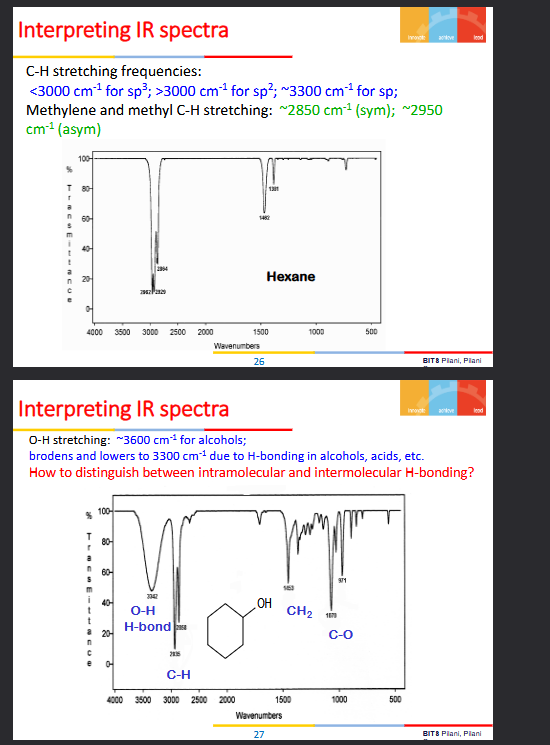 Interpreting IR spectra
innovate achieve lead
C-H stretching frequencies:
<3000 cm⁻¹ for sp³; >3000 cm⁻¹ for sp²; ~3300 cm⁻¹ for sp;
Methylene and methyl C-H stretching: ~2850 cm⁻¹ (sym); ~2950
cm⁻¹ (asym)
% Transmittance
100
80
60
40
20
0
2962 2929
2864
1462
1381
Hexane
4000 3500 3000 2500 2000 1500 1000 500
Wavenumbers
26
BITS Pilani, Pilani
Interpreting IR spectra
innovate achieve lead
O-H stretching: ~3600 cm⁻¹ for alcohols;
brodens and lowers to 3300 cm⁻¹ due to H-bonding in alcohols, acids, etc.
How to distinguish between intramolecular and intermolecular H-bonding?
% Transmittance
100
80
60
40
20
0
3342
O-H
H-bond
2858
2935
C-H
OH
1453
CH₂
1070
971
C-O
4000 3500 3000 2500 2000 1500 1000 500
Wavenumbers
27
BITS Pilani, Pilani